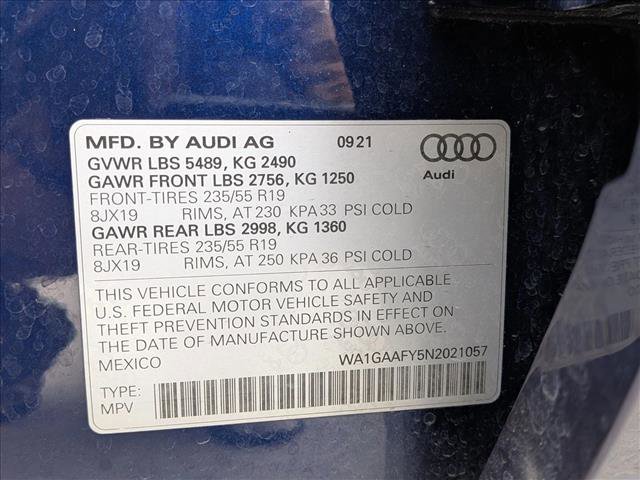 MFD. BY AUDI AG 09 21
GVWR LBS 5489, KG 2490
GAWR FRONT LBS 2756, KG 1250
FRONT-TIRES 235/55 R19
8JX19 RIMS, AT 230 KPA 33 PSI COLD
GAWR REAR LBS 2998, KG 1360
REAR-TIRES 235/55 R19
8JX19 RIMS, AT 250 KPA 36 PSI COLD
Audi
THIS VEHICLE CONFORMS TO ALL APPLICABLE
U.S. FEDERAL MOTOR VEHICLE SAFETY AND
THEFT PREVENTION STANDARDS IN EFFECT ON
THE DATE OF MANUFACTURE SHOWN ABOVE.
MEXICO WA1GAAFY5N2021057
TYPE:
MPV